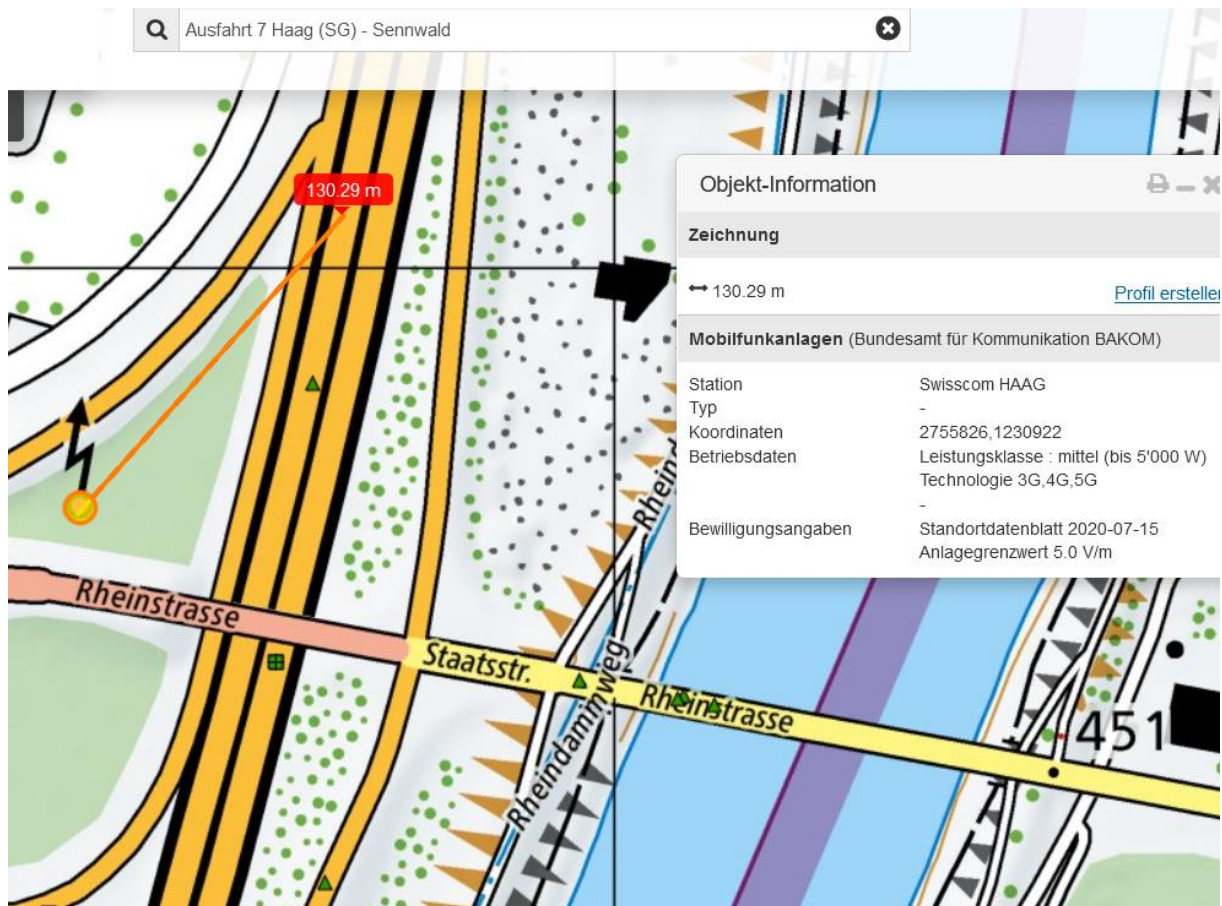 Ausfahrt 7 Haag (SG) - Sennwald
130.29 m
Objekt-Information
Zeichnung
130.29 m
Profil erstellen
Mobilfunkanlagen (Bundesamt für Kommunikation BAKOM)
Station Swisscom HAAG
Typ -
Koordinaten 2755826,1230922
Betriebsdaten Leistungsklasse : mittel (bis 5'000 W)
Technologie 3G,4G,5G
-
Bewilligungsangaben Standortdatenblatt 2020-07-15
Anlagegrenzwert 5.0 V/m
Rheind
Rheinstrasse
Staatsstr.
Rheinstrasse
Rheindammweg
451